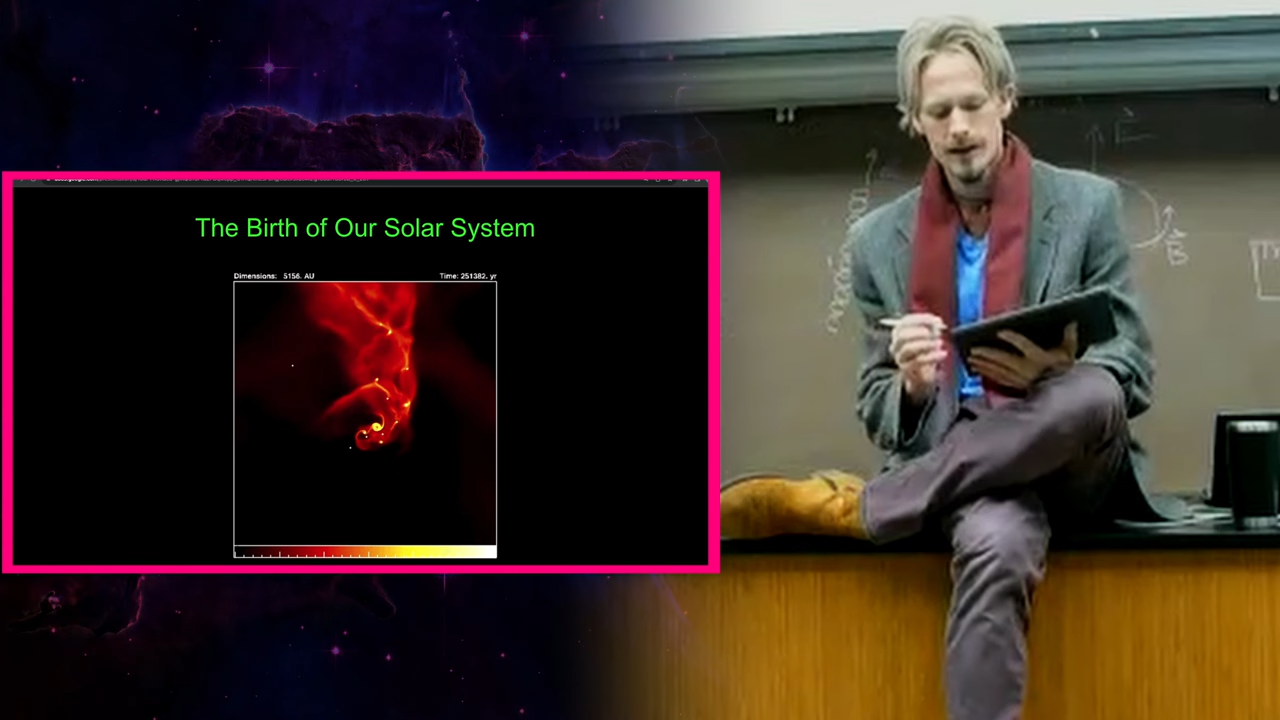 The Birth of Our Solar System
Dimensions: 5156. AU
Time: 251382. yr
E
B